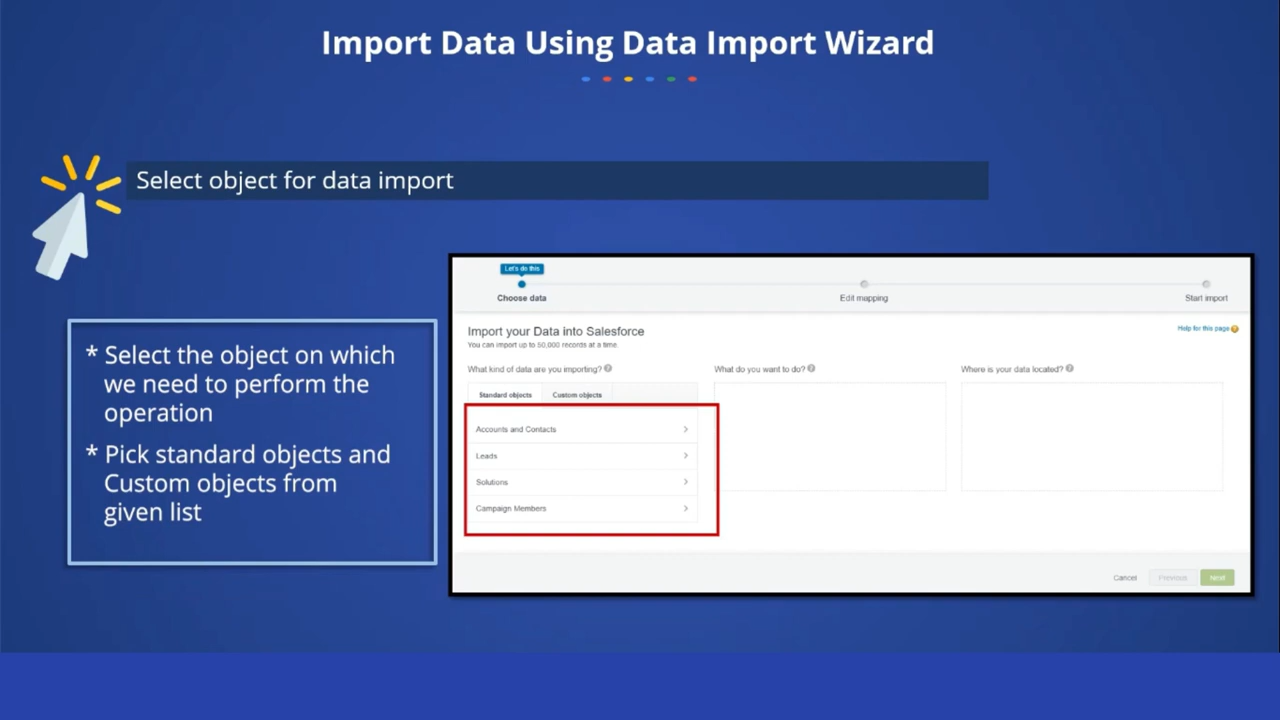 Import Data Using Data Import Wizard
Select object for data import
* Select the object on which
we need to perform the
operation
* Pick standard objects and
Custom objects from
given list
Let's do this
Choose data
Edit mapping
Start import
Import your Data into Salesforce
You can import up to 50,000 records at a time.
Help for this page
What kind of data are you importing?
What do you want to do?
Where is your data located?
Standard objects
Custom objects
Accounts and Contacts
Leads
Solutions
Campaign Members
Cancel
Previous
Next